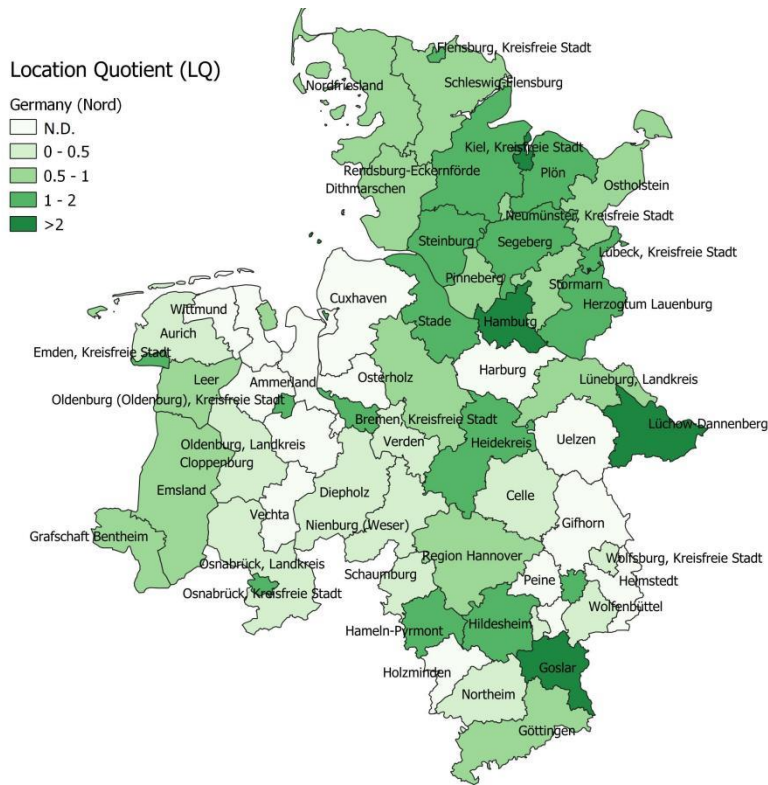 Location Quotient (LQ)
Germany (Nord)
N.D.
0 - 0.5
0.5 - 1
1 - 2
>2
Flensburg, Kreisfreie Stadt
Nordfriesland
Schleswig-Flensburg
Kiel, Kreisfreie Stadt
Rendsburg-Eckernförde
Plön
Dithmarschen
Ostholstein
Neumünster, Kreisfreie Stadt
Steinburg
Segeberg
Lübeck, Kreisfreie Stadt
Pinneberg
Stormarn
Cuxhaven
Herzogtum Lauenburg
Wittmund
Stade
Hamburg
Aurich
Emden, Kreisfreie Stadt
Osterholz
Harburg
Leer
Ammerland
Lüneburg, Landkreis
Oldenburg (Oldenburg), Kreisfreie Stadt
Bremen, Kreisfreie Stadt
Lüchow-Dannenberg
Oldenburg, Landkreis
Verden
Heidekreis
Uelzen
Cloppenburg
Emsland
Diepholz
Celle
Vechta
Nienburg (Weser)
Gifhorn
Grafschaft Bentheim
Region Hannover
Osnabrück, Landkreis
Wolfsburg, Kreisfreie Stadt
Schaumburg
Peine
Helmstedt
Osnabrück, Kreisfreie Stadt
Wolfenbüttel
Hameln-Pyrmont
Hildesheim
Holzminden
Goslar
Northeim
Göttingen